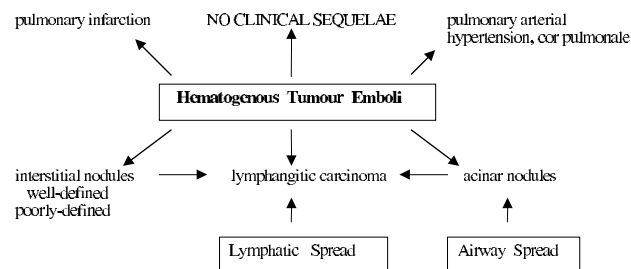 pulmonary infarction
NO CLINICAL SEQUELAE
pulmonary arterial
hypertension, cor pulmonale
Hematogenous Tumour Emboli
interstitial nodules
well-defined
poorly-defined
lymphangitic carcinoma
acinar nodules
Lymphatic Spread
Airway Spread